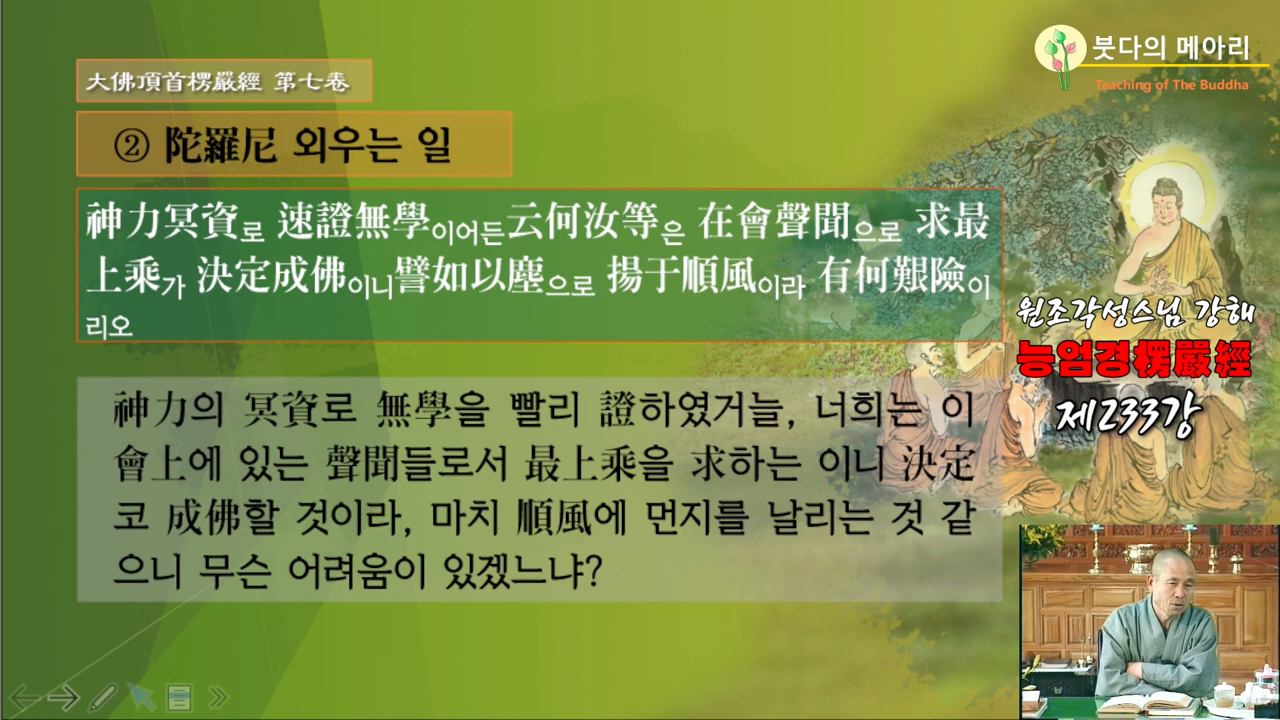 大佛頂首楞嚴經 第七卷
② 陀羅尼 외우는 일
神力冥資로 速證無學이어든云何汝等은 在會聲聞으로 求最
上乘가 決定成佛이니譬如以塵으로 揚于順風이라 有何艱險이
리오
神力의 冥資로 無學을 빨리 證하였거늘, 너희는 이
會上에 있는 聲聞들로서 最上乘을 求하는 이니 決定
코 成佛할 것이라, 마치 順風에 먼지를 날리는 것 같
으니 무슨 어려움이 있겠느냐?
붓다의 메아리
Teaching of The Buddha
원조각성스님 강해
능엄경楞嚴經
제233강